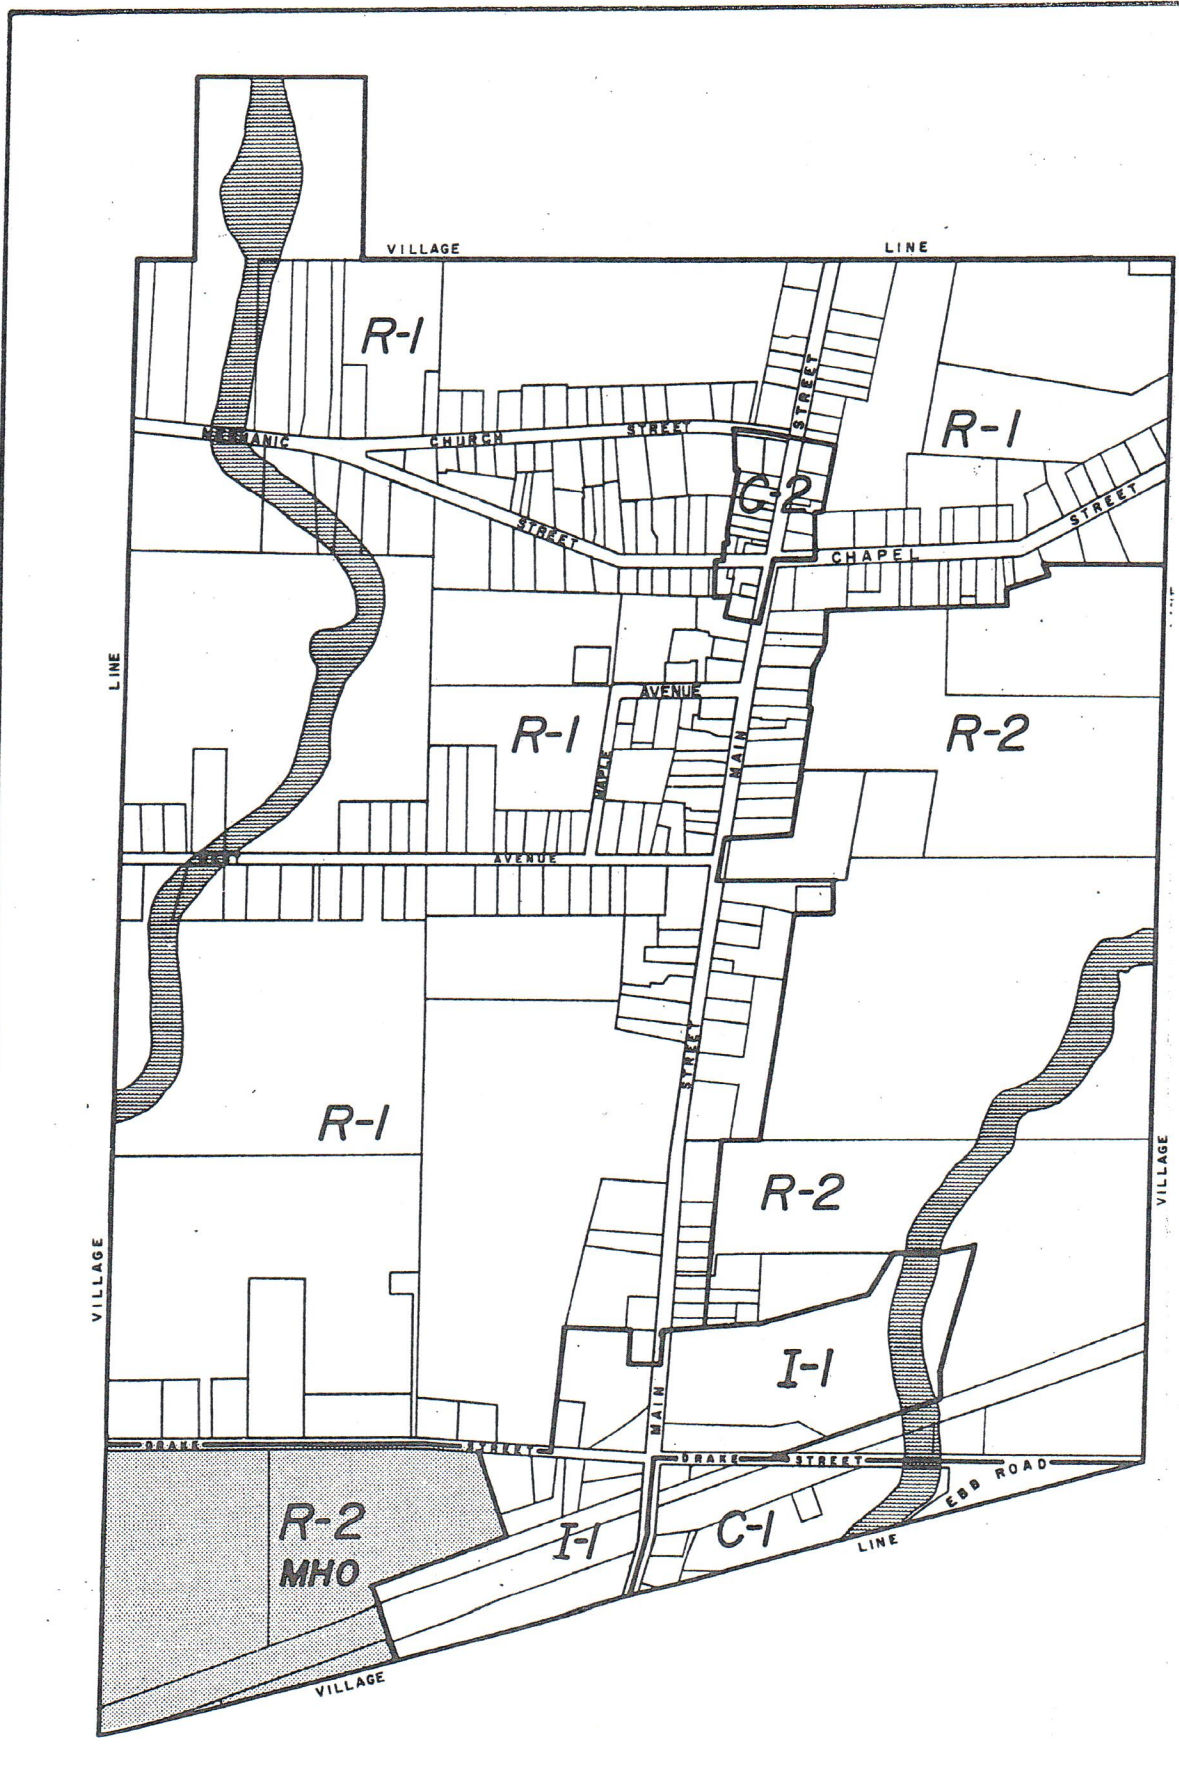 VILLAGE LINE
R-1
STREET
R-1
CHURCH STREET
C-2
STREET
STREET
CHAPEL
LINE
AVENUE
R-1
MAIN
R-2
MAPLE
AVENUE
STREET
R-1
VILLAGE
R-2
VILLAGE
I-1
MAIN
DRAKE STREET
DRAKE STREET
EBB ROAD
R-2
MHO
I-1
C-1
LINE
VILLAGE